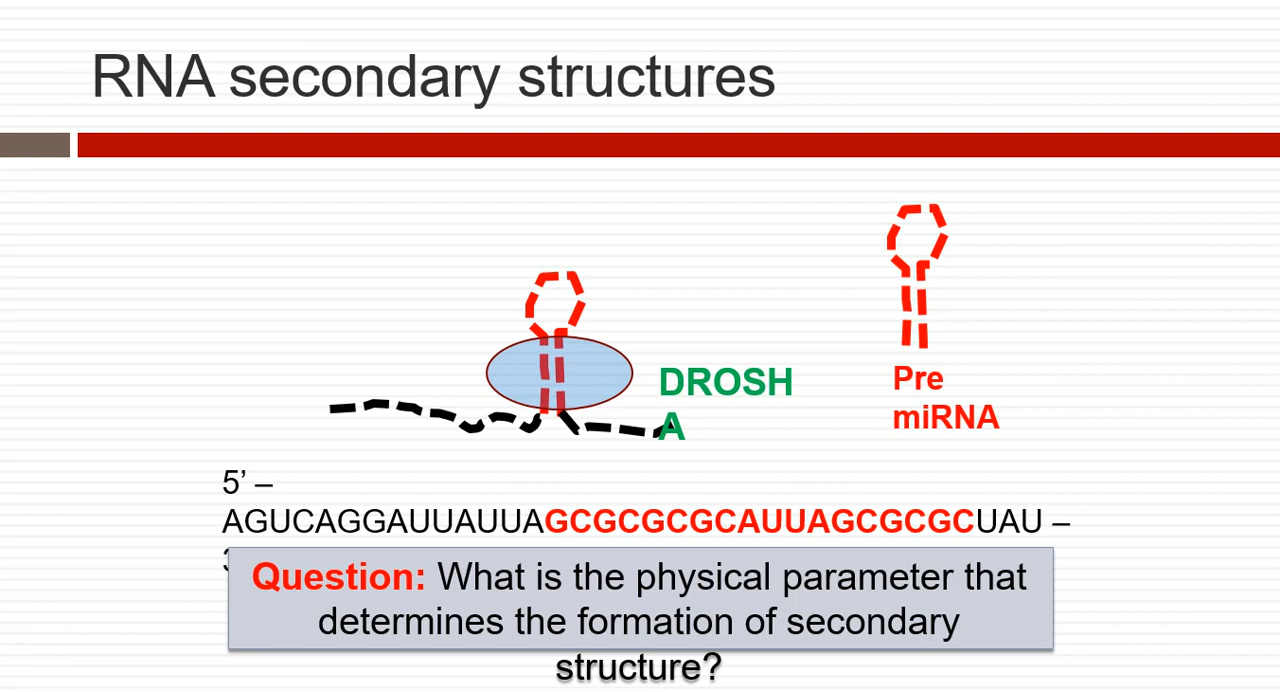 RNA secondary structures
DROSH
A
Pre
miRNA
5’ –
AGUCAGGAUUAUUAGCGCGCGCAUUAGCGCGCUAU –
Question: What is the physical parameter that
determines the formation of secondary
structure?